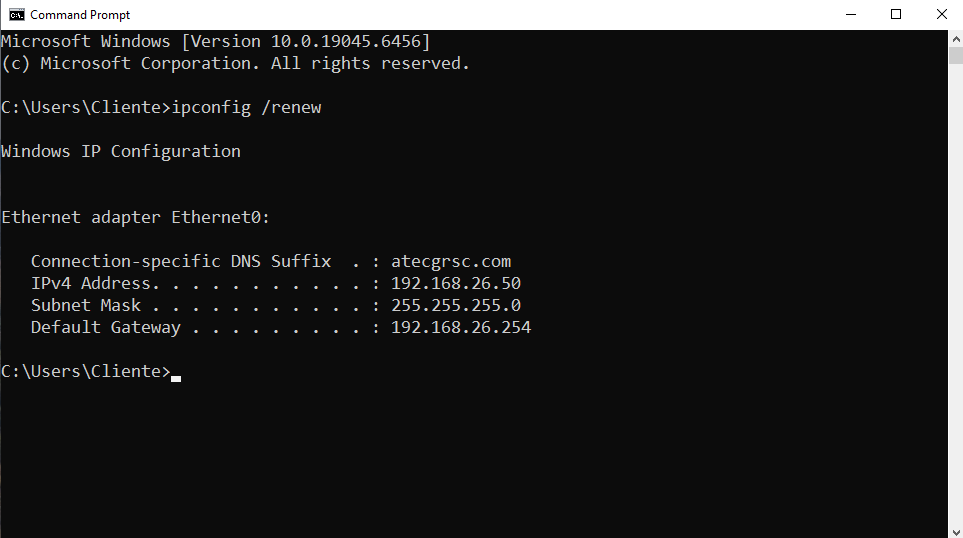 Command Prompt
Microsoft Windows [Version 10.0.19045.6456]
(c) Microsoft Corporation. All rights reserved.
C:\Users\Cliente>ipconfig /renew
Windows IP Configuration
Ethernet adapter Ethernet0:
   Connection-specific DNS Suffix  . : atecgrsc.com
   IPv4 Address. . . . . . . . . . . : 192.168.26.50
   Subnet Mask . . . . . . . . . . . : 255.255.255.0
   Default Gateway . . . . . . . . . : 192.168.26.254
C:\Users\Cliente>